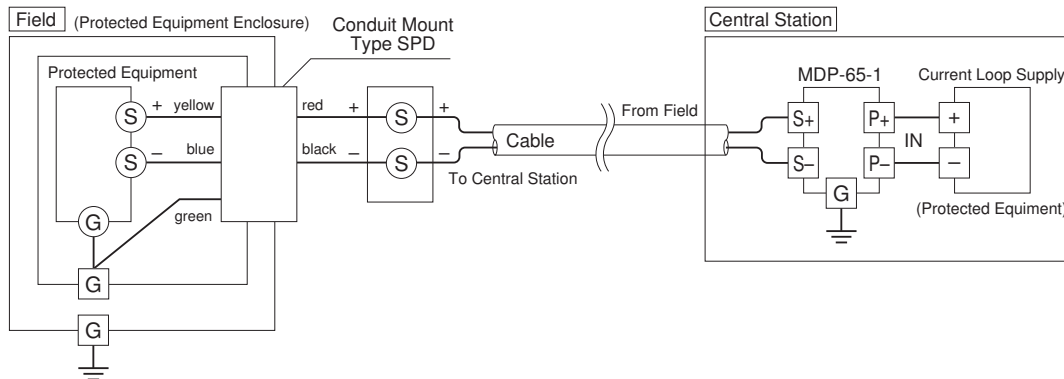 Field (Protected Equipment Enclosure)
Conduit Mount
Type SPD
Central Station
Protected Equipment
MDP-65-1
Current Loop Supply
S + yellow
red + S +
From Field
S+ P+ +
IN
S – blue
black – S –
Cable
S– P– –
To Central Station
G
green
G
(Protected Equiment)
G
G